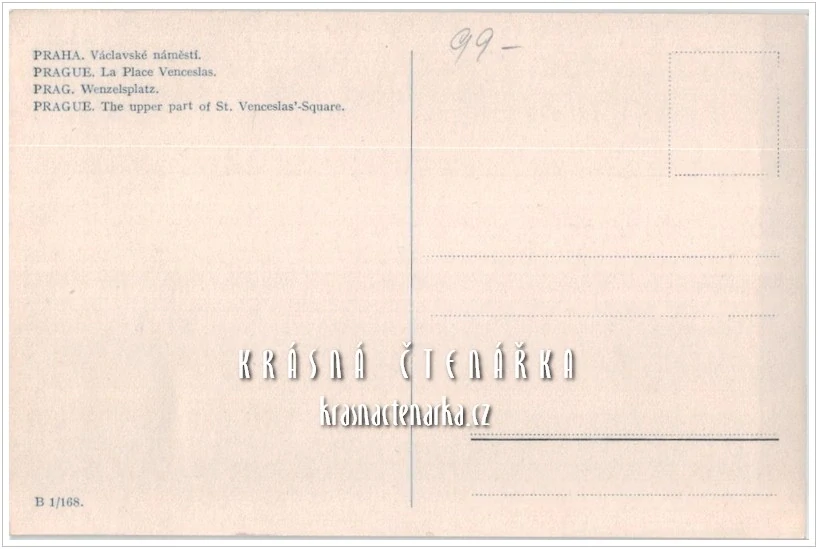 PRAHA. Václavské náměstí.
PRAGUE. La Place Venceslas.
PRAG. Wenzelsplatz.
PRAGUE. The upper part of St. Venceslas'-Square.
99-
KRÁSNÁ ČTENÁŘKA
krasnactenarka.cz
B 1/168.